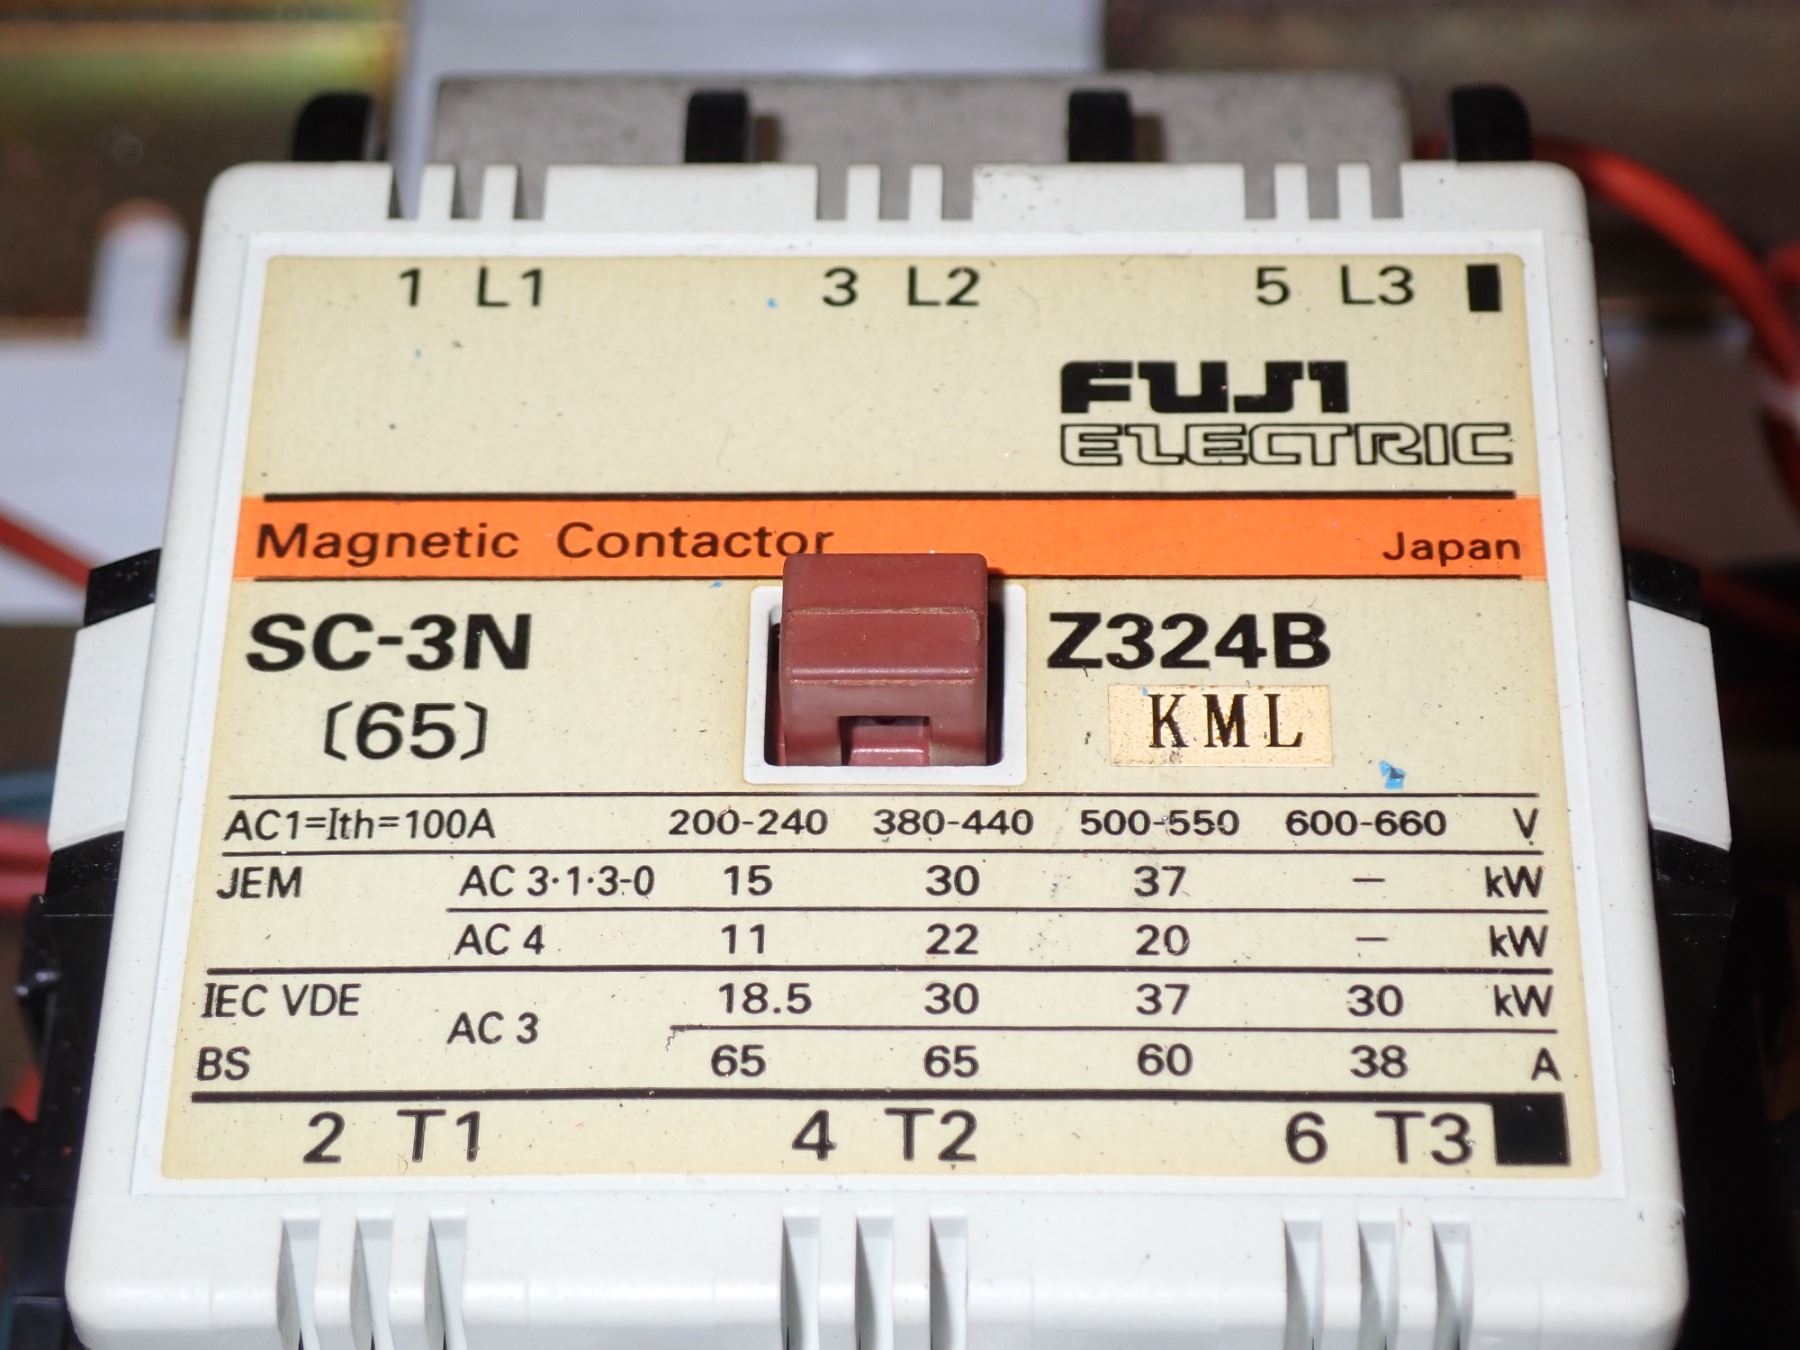 1 L1 3 L2 5 L3
FUJI
ELECTRIC
Magnetic Contactor Japan
SC-3N Z324B
(65) KML
AC1=Ith=100A 200-240 380-440 500-550 600-660 V
JEM AC 3·1·3-0 15 30 37 — kW
AC 4 11 22 20 — kW
IEC VDE AC 3 18.5 30 37 30 kW
BS 65 65 60 38 A
2 T1 4 T2 6 T3